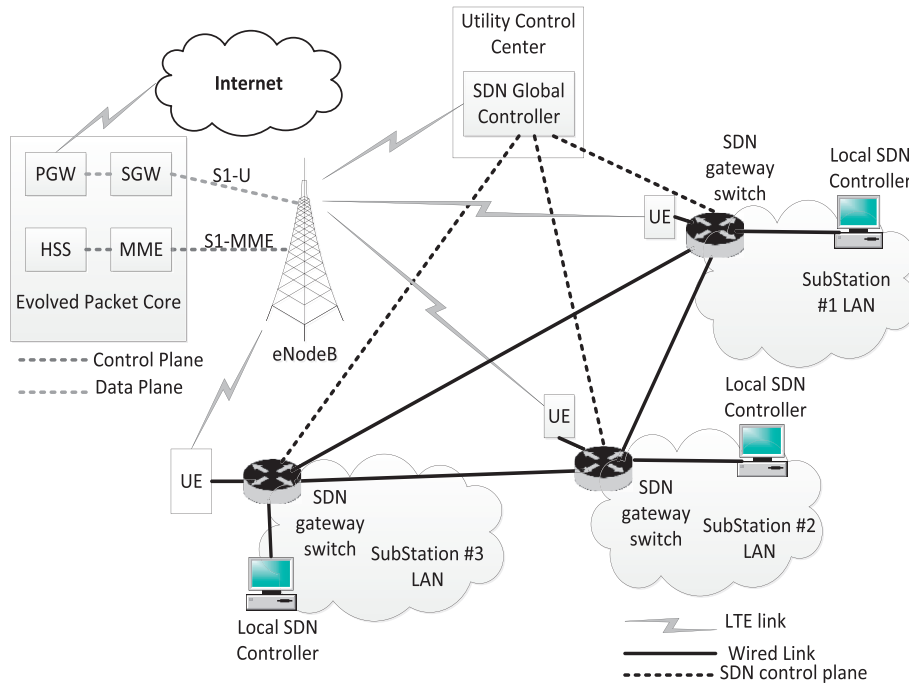 Utility Control
Center
SDN Global
Controller
Internet
PGW
SGW
S1-U
HSS
MME
S1-MME
Evolved Packet Core
Control Plane
Data Plane
eNodeB
SDN
gateway
switch
UE
Local SDN
Controller
SubStation
#1 LAN
UE
Local SDN
Controller
SDN
gateway
switch
SubStation #2
LAN
UE
SDN
gateway
switch
SubStation #3
LAN
Local SDN
Controller
LTE link
Wired Link
SDN control plane